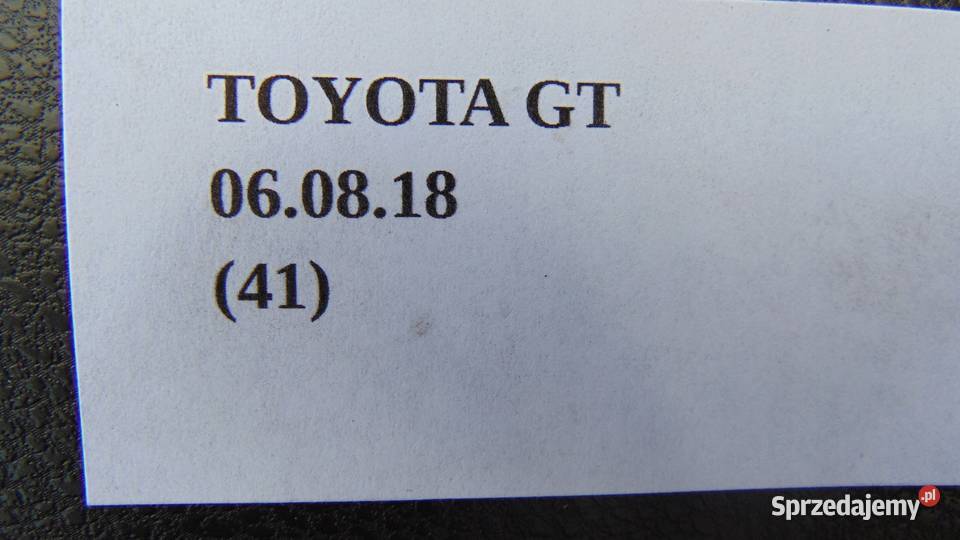 TOYOTA GT
06.08.18
(41)
Sprzedajemy.pl